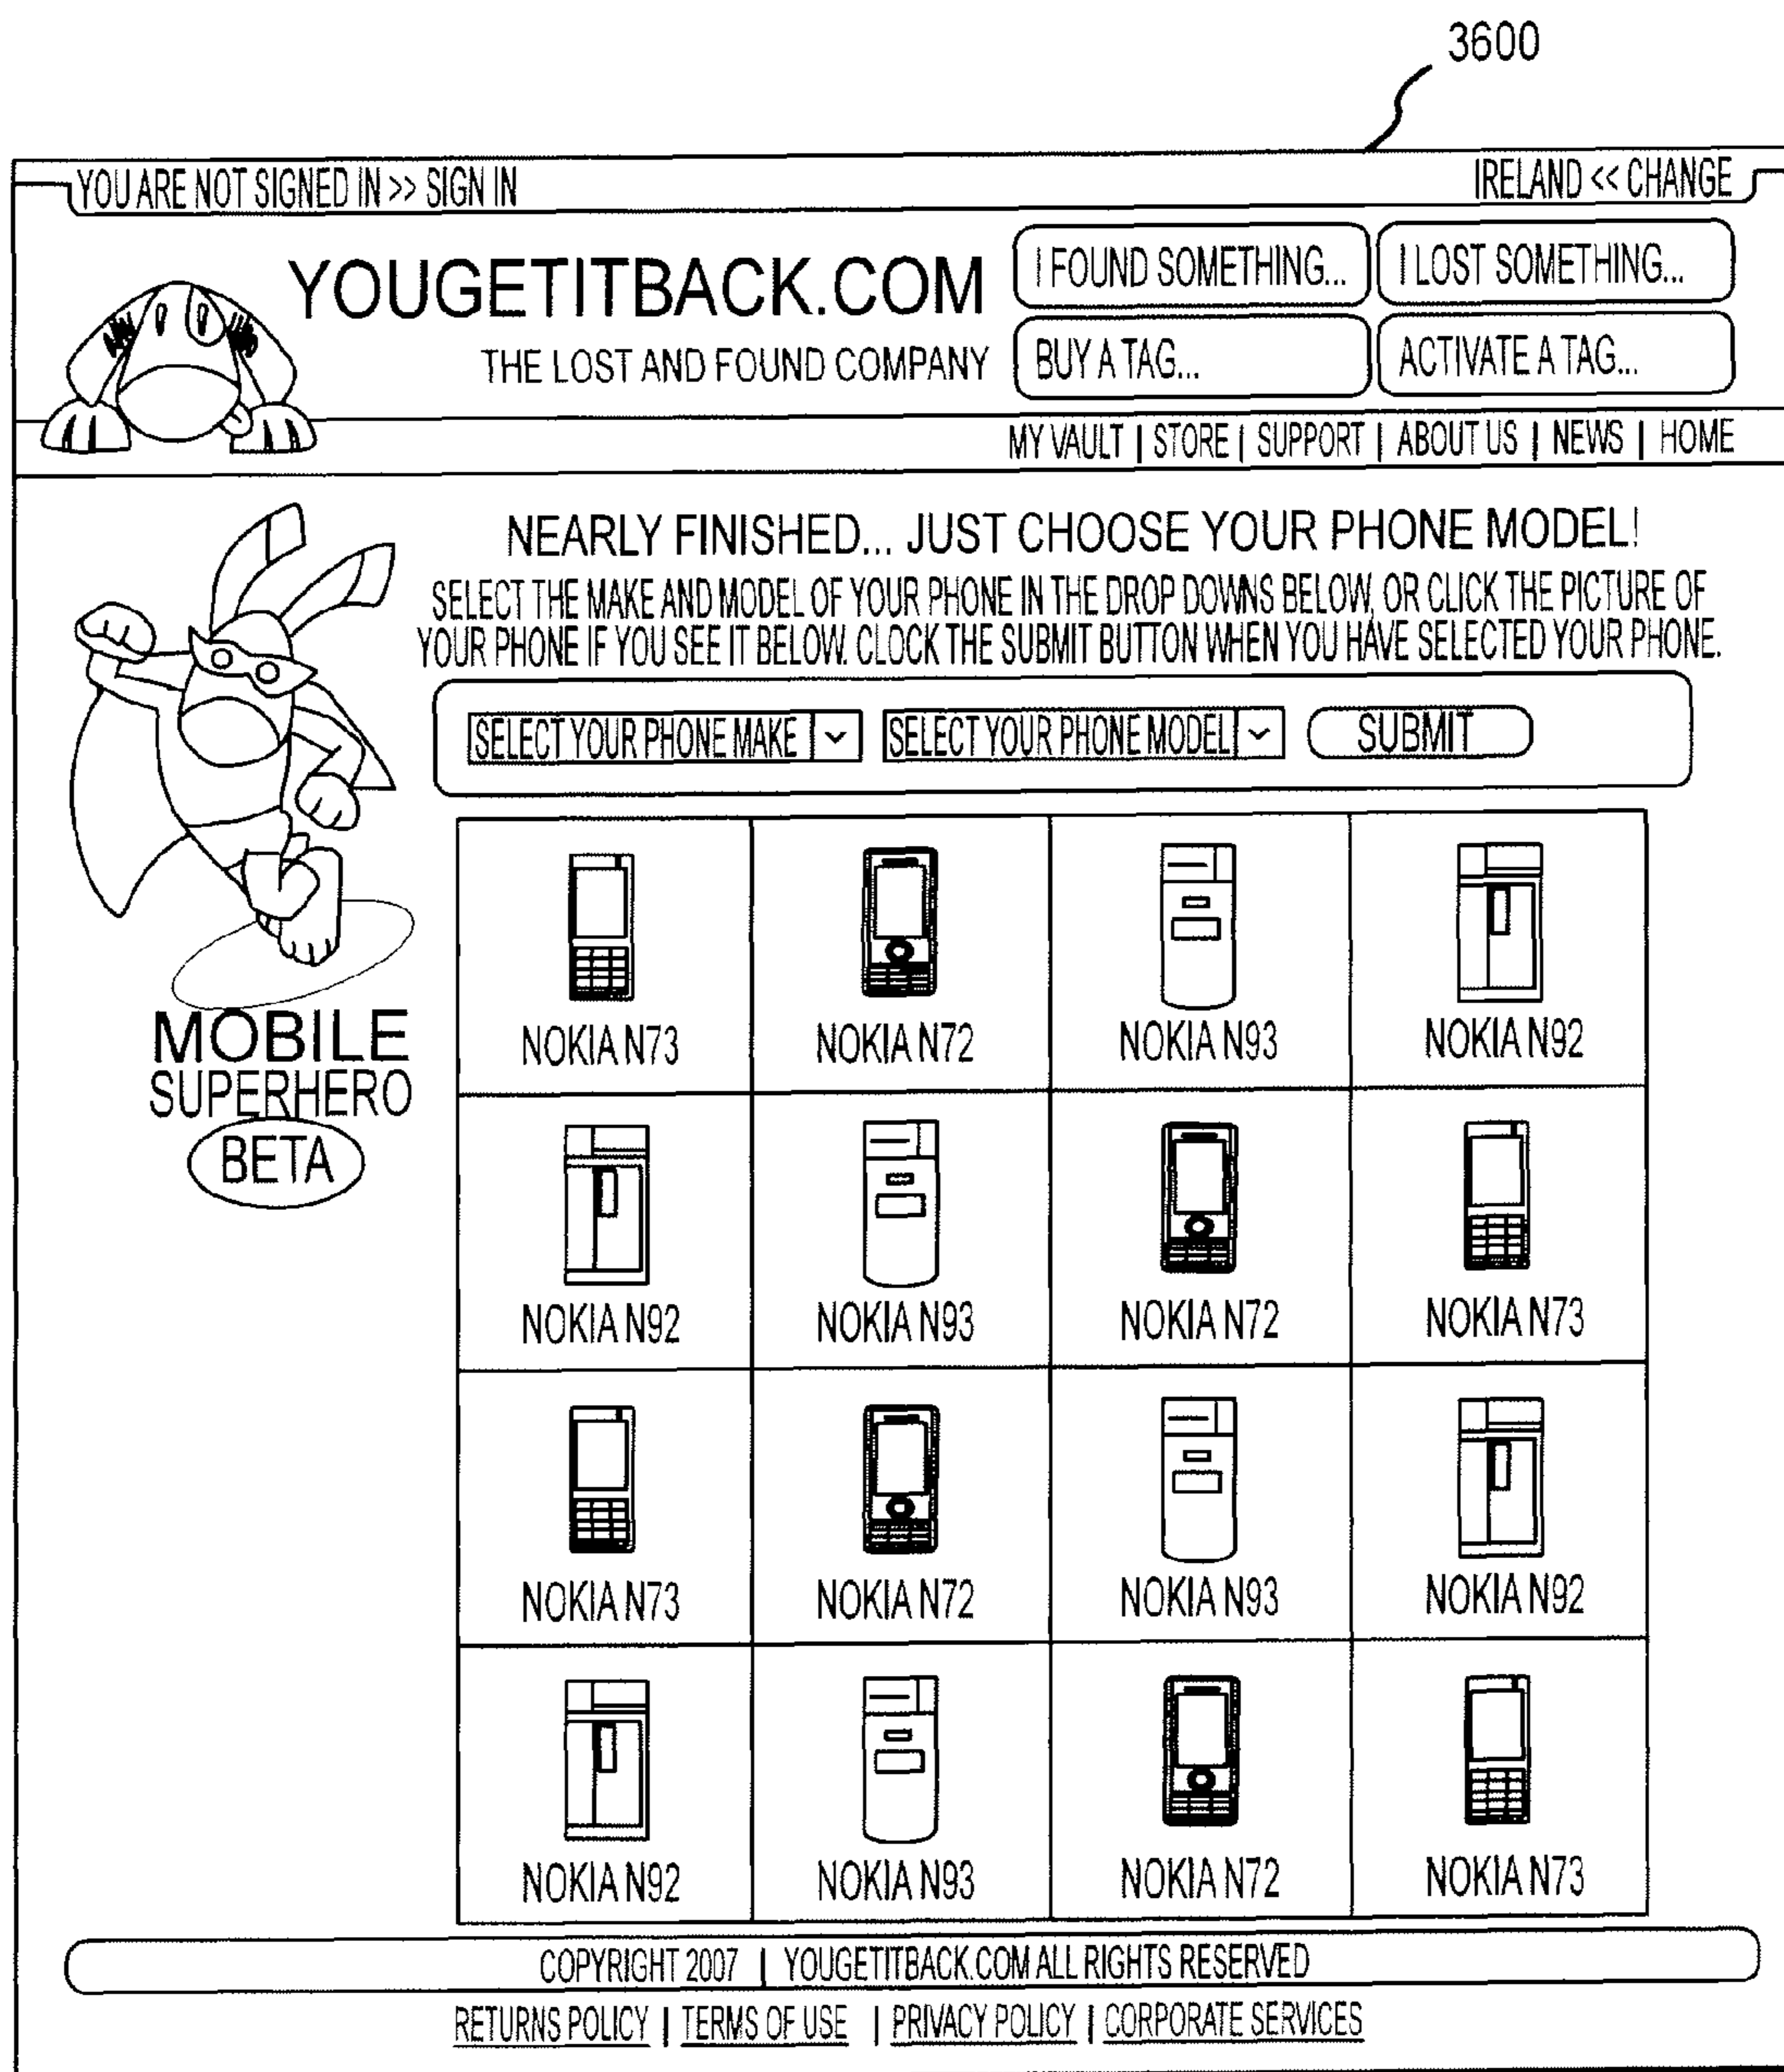 3600
YOU ARE NOT SIGNED IN >> SIGN IN
IRELAND << CHANGE
YOUGETITBACK.COM
THE LOST AND FOUND COMPANY
I FOUND SOMETHING...
I LOST SOMETHING...
BUY A TAG...
ACTIVATE A TAG...
MY VAULT | STORE | SUPPORT | ABOUT US | NEWS | HOME
NEARLY FINISHED... JUST CHOOSE YOUR PHONE MODEL!
SELECT THE MAKE AND MODEL OF YOUR PHONE IN THE DROP DOWNS BELOW, OR CLICK THE PICTURE OF
YOUR PHONE IF YOU SEE IT BELOW. CLOCK THE SUBMIT BUTTON WHEN YOU HAVE SELECTED YOUR PHONE.
SELECT YOUR PHONE MAKE
SELECT YOUR PHONE MODEL
SUBMIT
MOBILE
SUPERHERO
BETA
NOKIA N73 NOKIA N72 NOKIA N93 NOKIA N92
NOKIA N92 NOKIA N93 NOKIA N72 NOKIA N73
NOKIA N73 NOKIA N72 NOKIA N93 NOKIA N92
NOKIA N92 NOKIA N93 NOKIA N72 NOKIA N73
COPYRIGHT 2007 | YOUGETITBACK.COM ALL RIGHTS RESERVED
RETURNS POLICY | TERMS OF USE | PRIVACY POLICY | CORPORATE SERVICES